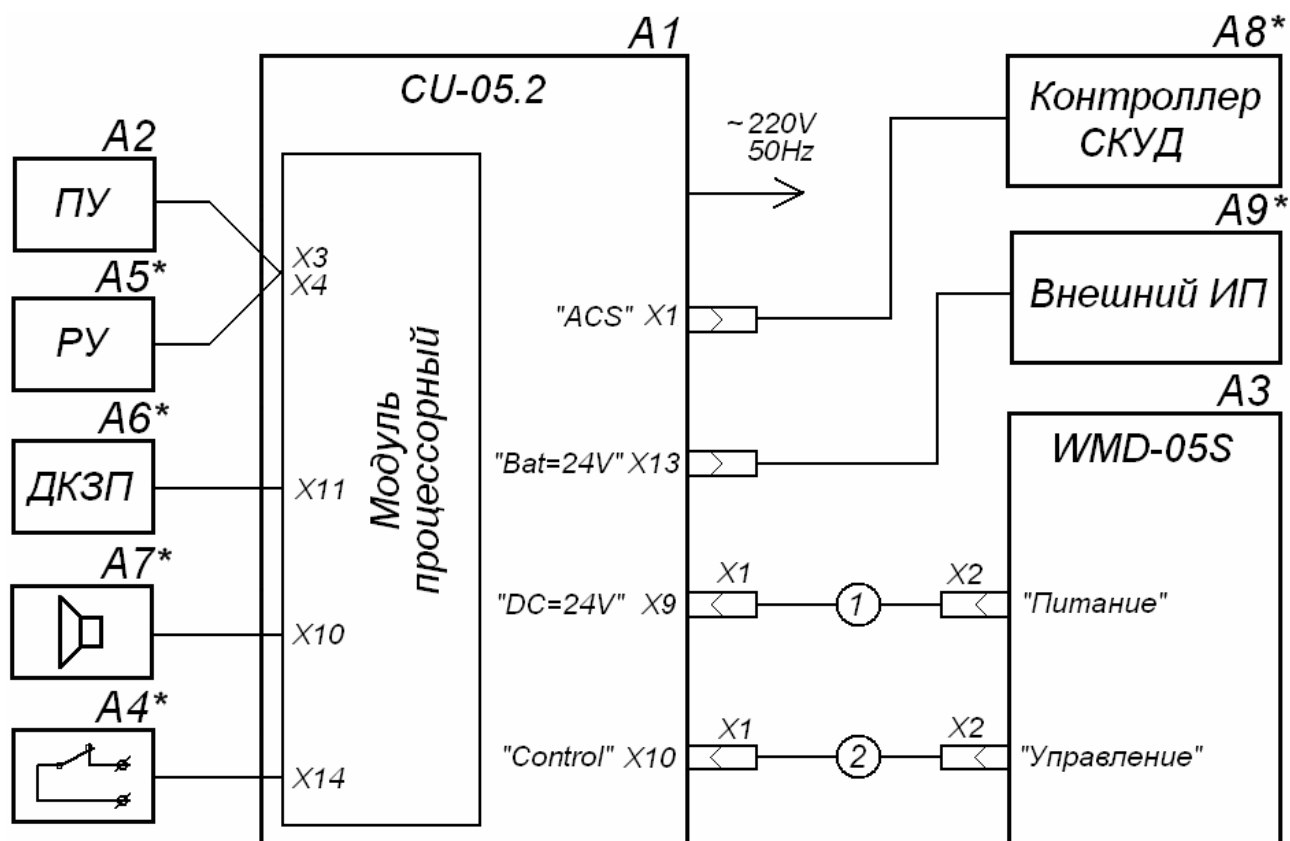 A1
CU-05.2
A8*
Контроллер
СКУД
~220V
50Hz
A2
ПУ
A9*
Внешний ИП
X3
X4
A5*
РУ
"ACS" X1
Модуль
процессорный
A3
WMD-05S
A6*
ДКЗП
X11
"Bat=24V" X13
A7*
X10
"DC=24V" X9
X1
1
X2
"Питание"
A4*
X14
"Control" X10
X1
2
X2
"Управление"